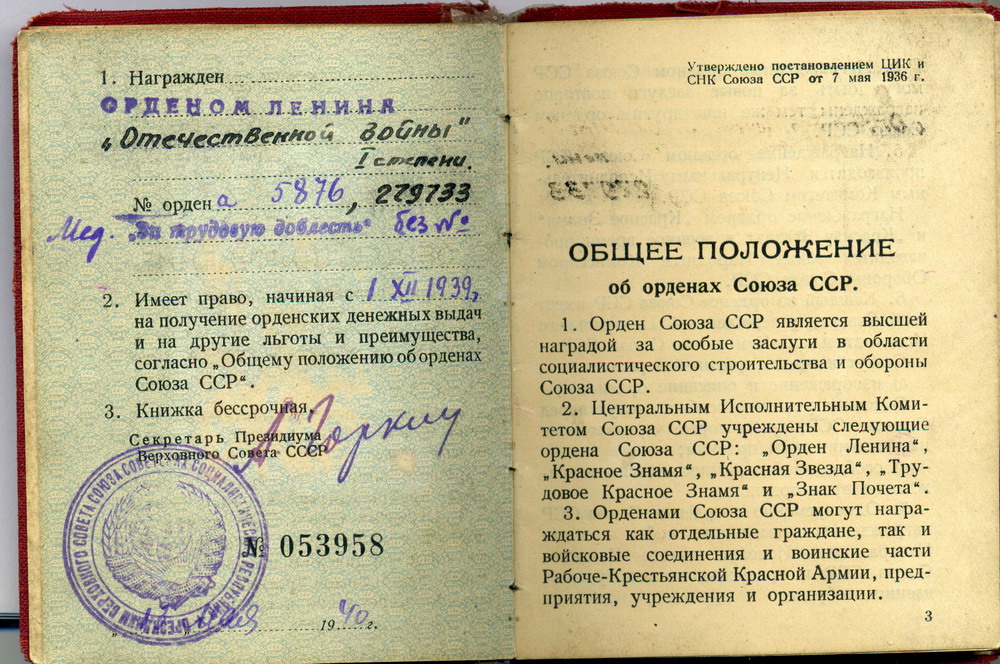 1. Награжден
ОРДЕНОМ ЛЕНИНА
„Отечественной войны"
I степени.
№ ордена 5876, 279733
Мед. „За трудовую доблесть" без №
2. Имеет право, начиная с 1 XII 1939 г.
на получение орденских денежных выдач
и на другие льготы и преимущества,
согласно „Общему положению об орденах
Союза ССР".
3. Книжка бессрочная.
Секретарь Президиума
Верховного Совета СССР
А Горкин
№ 053958
мая 1940 г.
Утверждено постановлением ЦИК и
СНК Союза ССР от 7 мая 1936 г.
ОБЩЕЕ ПОЛОЖЕНИЕ
об орденах Союза ССР.
1. Орден Союза ССР является высшей
наградой за особые заслуги в области
социалистического строительства и обороны
Союза ССР.
2. Центральным Исполнительным Коми-
тетом Союза ССР учреждены следующие
ордена Союза ССР: „Орден Ленина",
„Красное Знамя", „Красная Звезда", „Тру-
довое Красное Знамя" и „Знак Почета".
3. Орденами Союза ССР могут награ-
ждаться как отдельные граждане, так и
войсковые соединения и воинские части
Рабоче-Крестьянской Красной Армии, пред-
приятия, учреждения и организации.
3